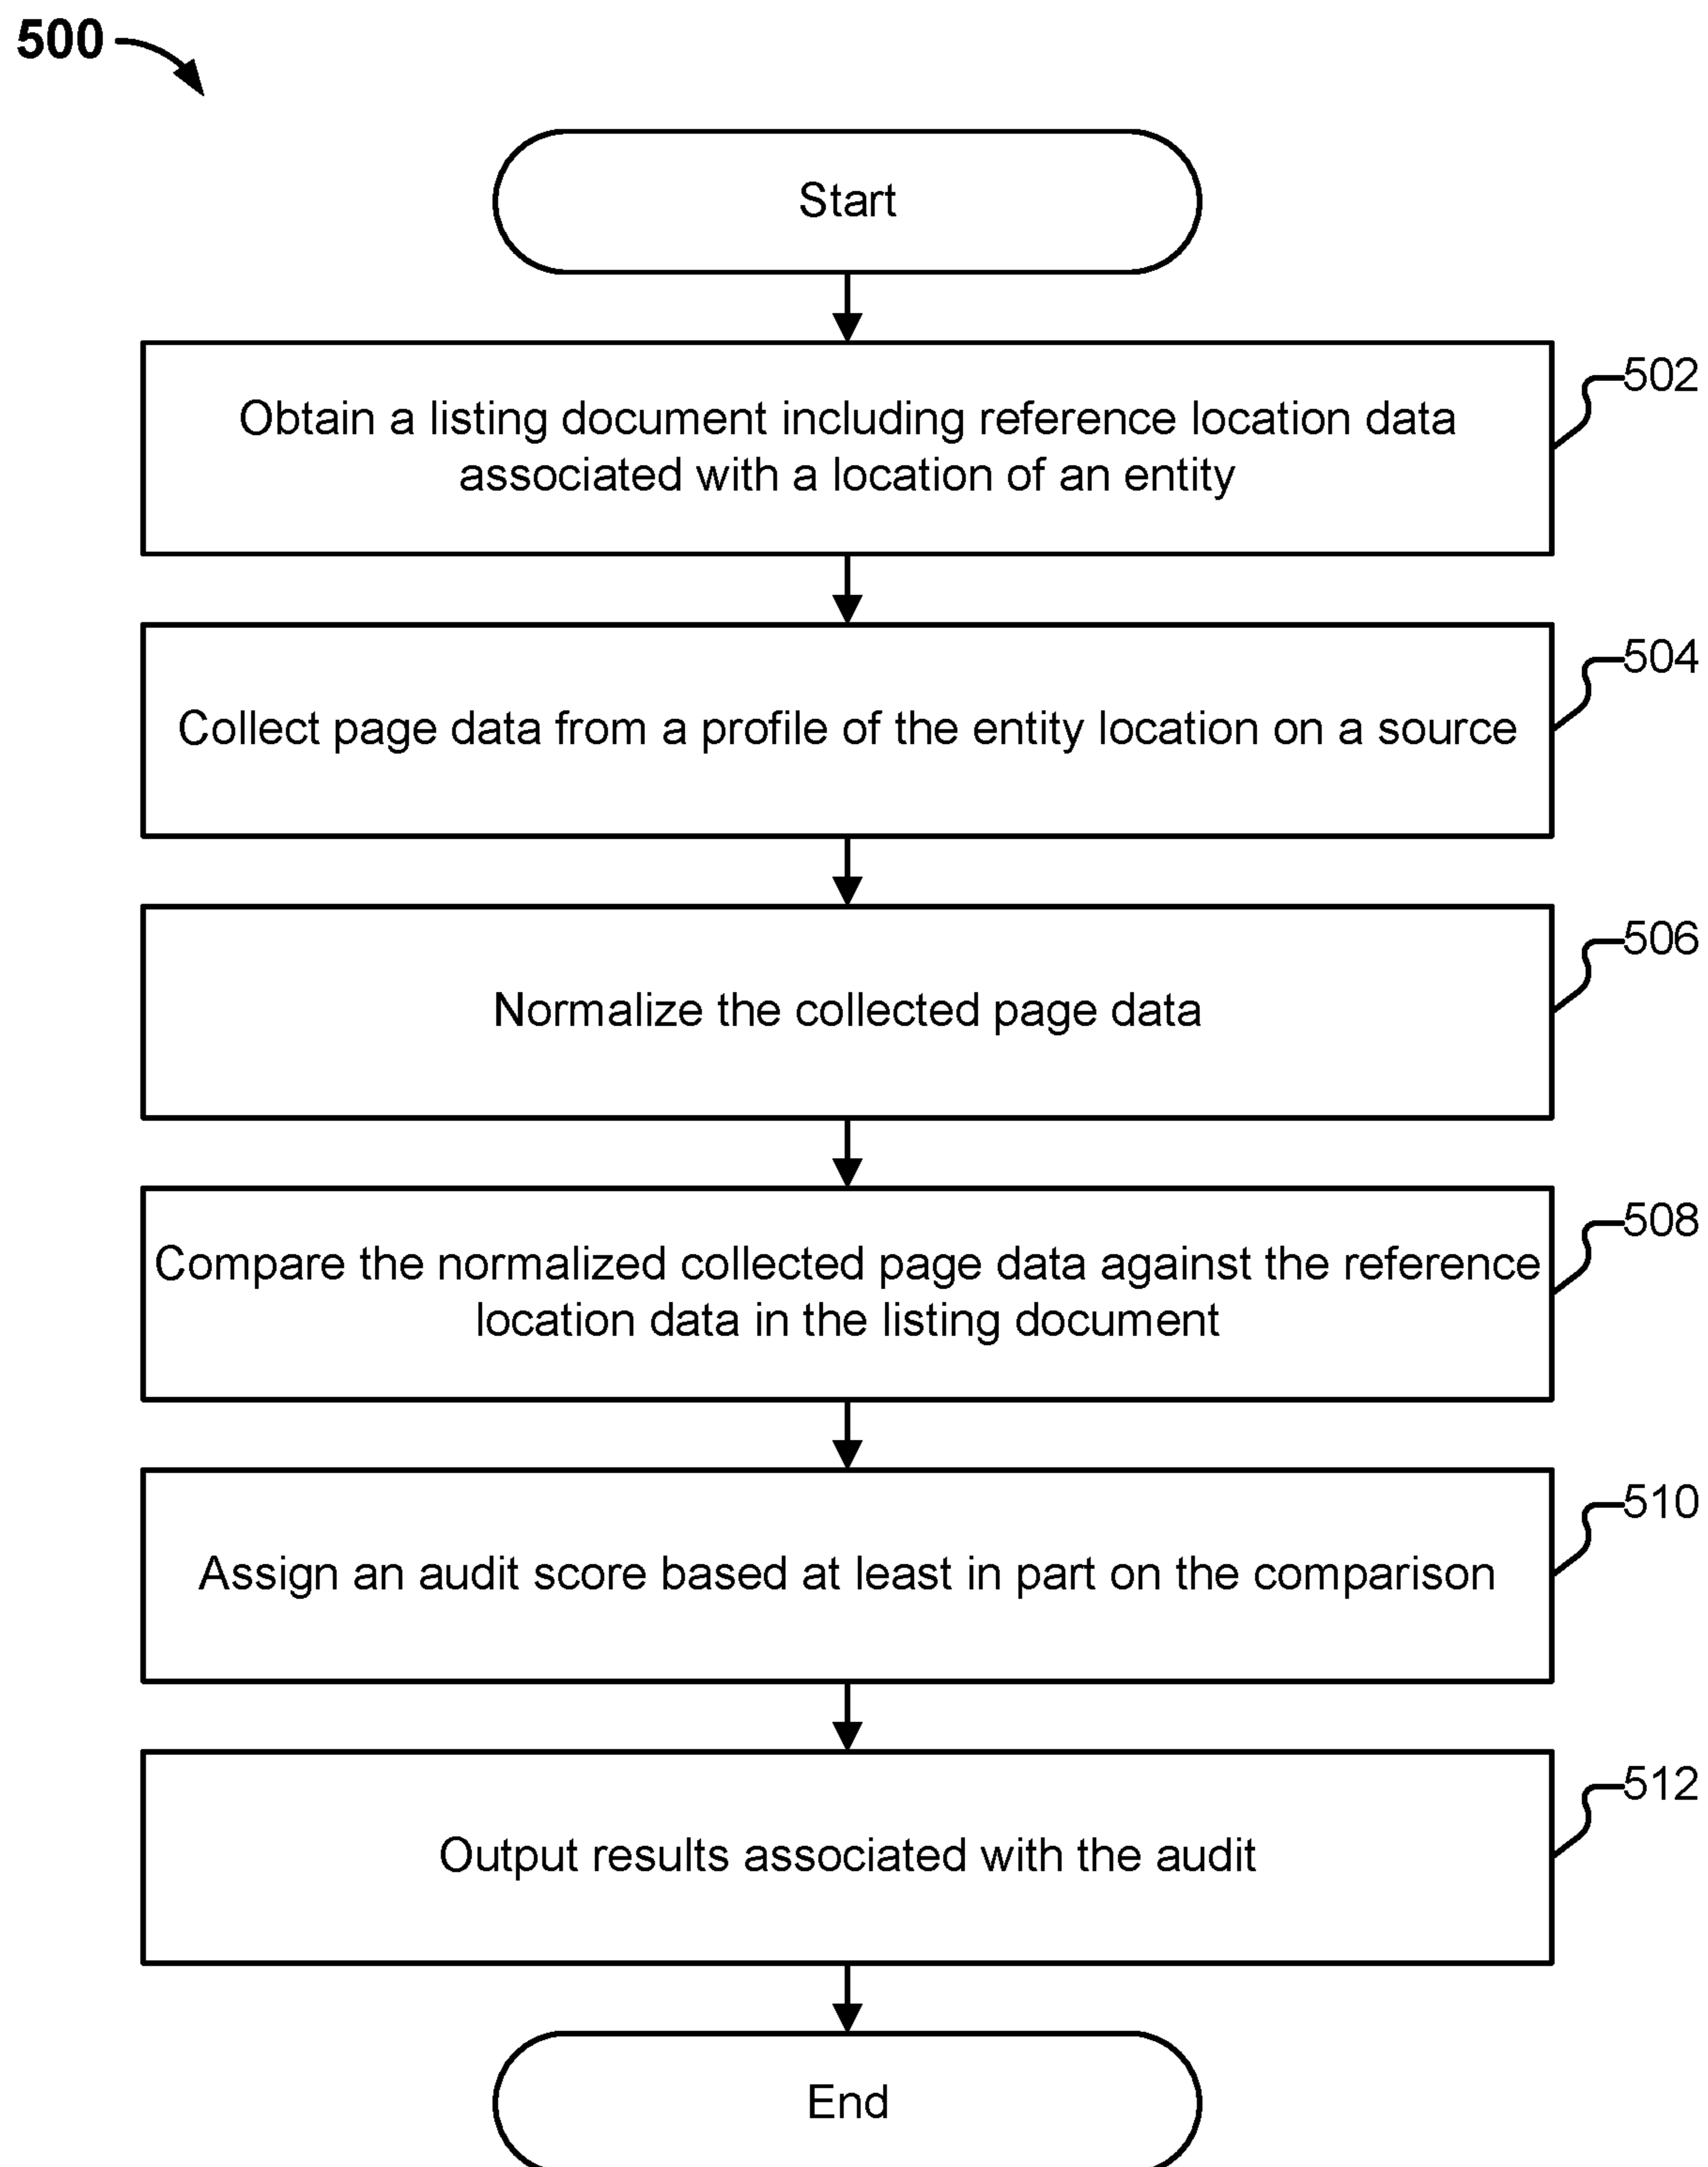 500
Start
Obtain a listing document including reference location data
associated with a location of an entity
502
Collect page data from a profile of the entity location on a source
504
Normalize the collected page data
506
Compare the normalized collected page data against the reference
location data in the listing document
508
Assign an audit score based at least in part on the comparison
510
Output results associated with the audit
512
End